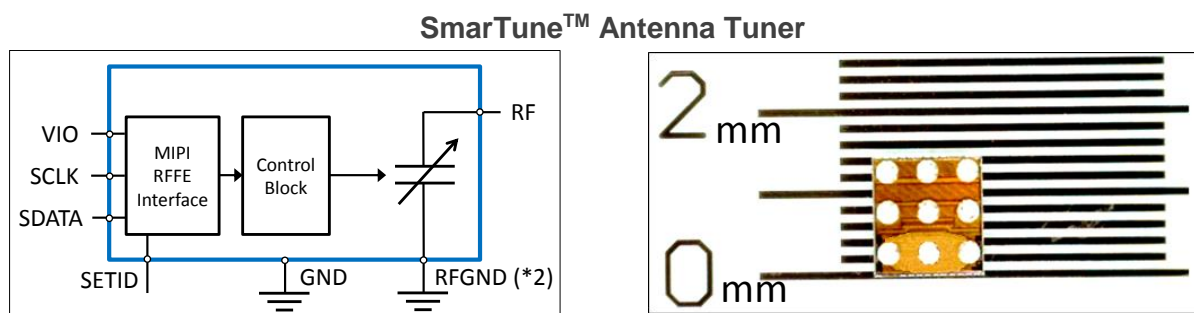 SmarTune™ Antenna Tuner
VIO
SCLK
SDATA
MIPI
RFFE
Interface
Control
Block
RF
SETID
GND
RFGND (*2)
2 mm
0 mm